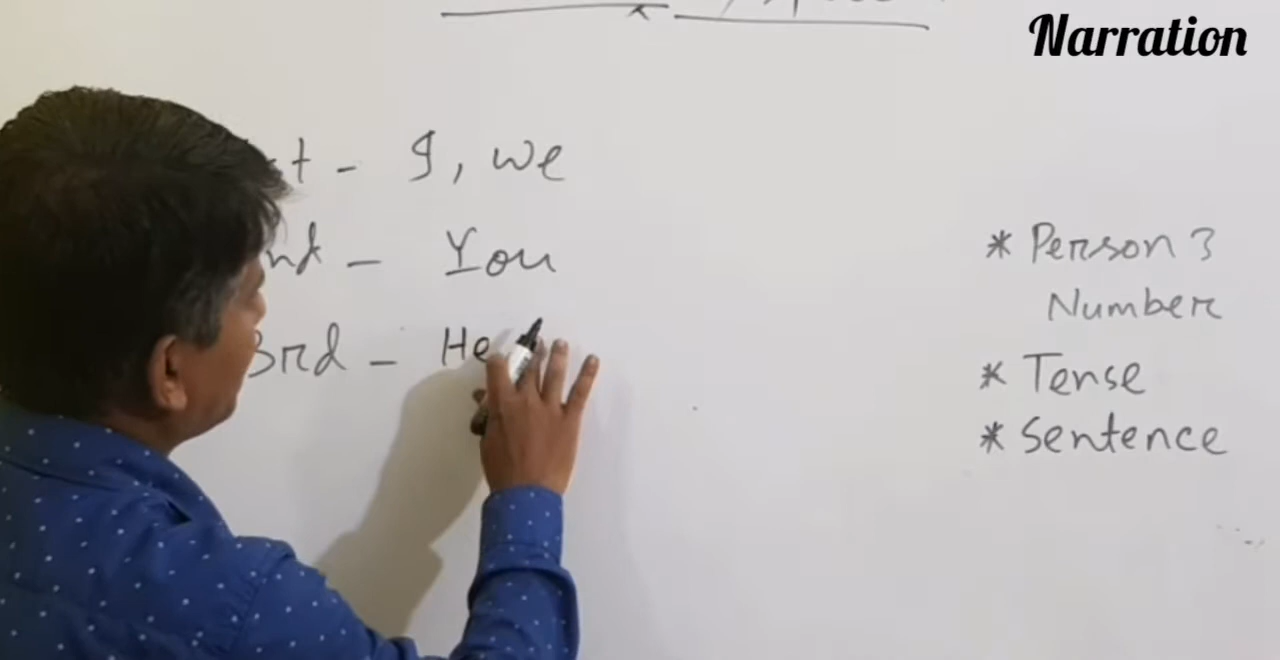 Narration
t - I, we
nd - You
3rd - He
* Person 3
Number
* Tense
* Sentence